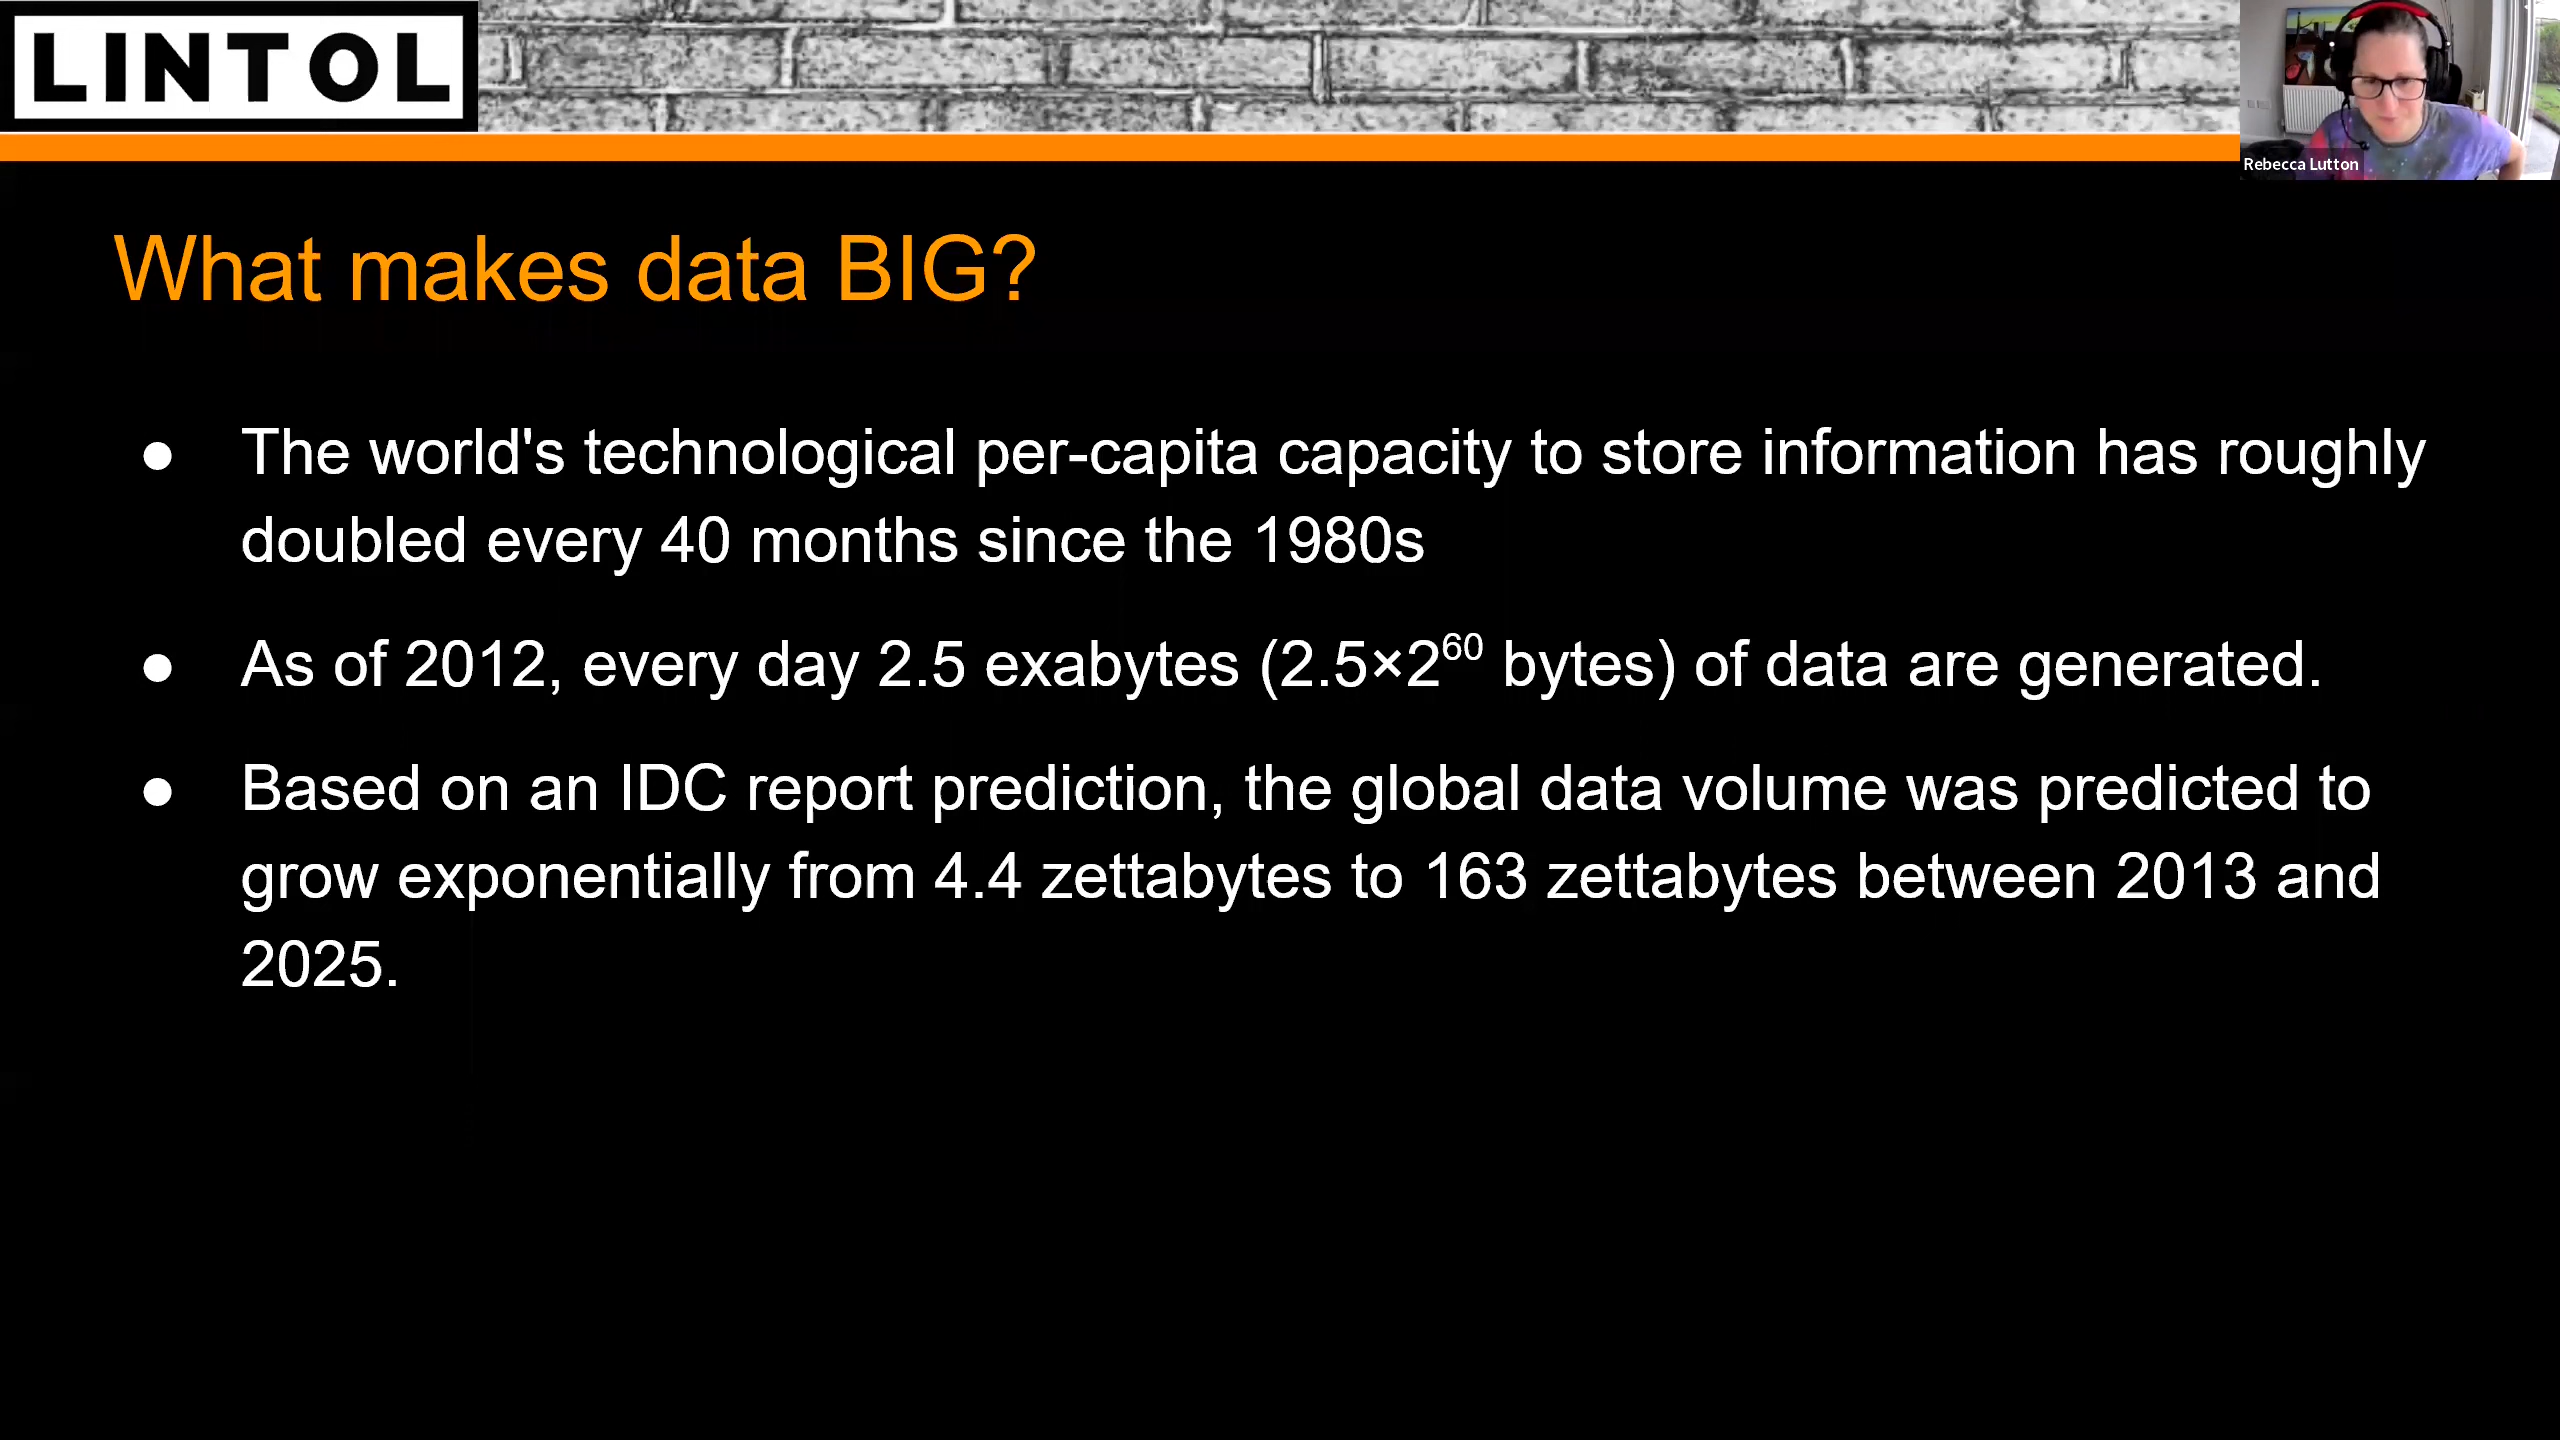 LINTOL
Rebecca Lutton
What makes data BIG?
● The world's technological per-capita capacity to store information has roughly
doubled every 40 months since the 1980s
● As of 2012, every day 2.5 exabytes (2.5×2⁶⁰ bytes) of data are generated.
● Based on an IDC report prediction, the global data volume was predicted to
grow exponentially from 4.4 zettabytes to 163 zettabytes between 2013 and
2025.